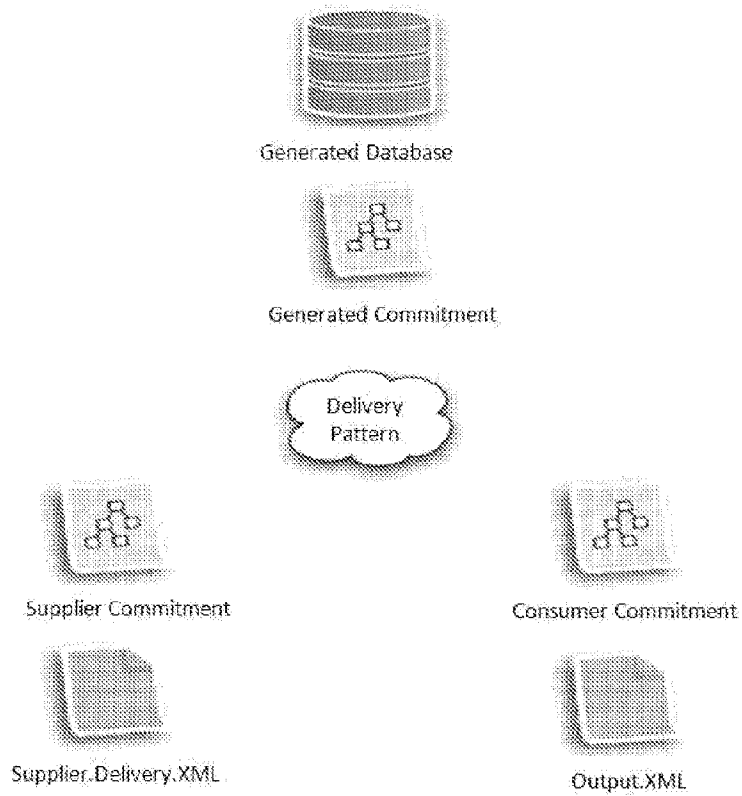 Generated Database
Generated Commitment
Delivery
Pattern
Supplier Commitment
Consumer Commitment
Supplier.Delivery.XML
Output.XML